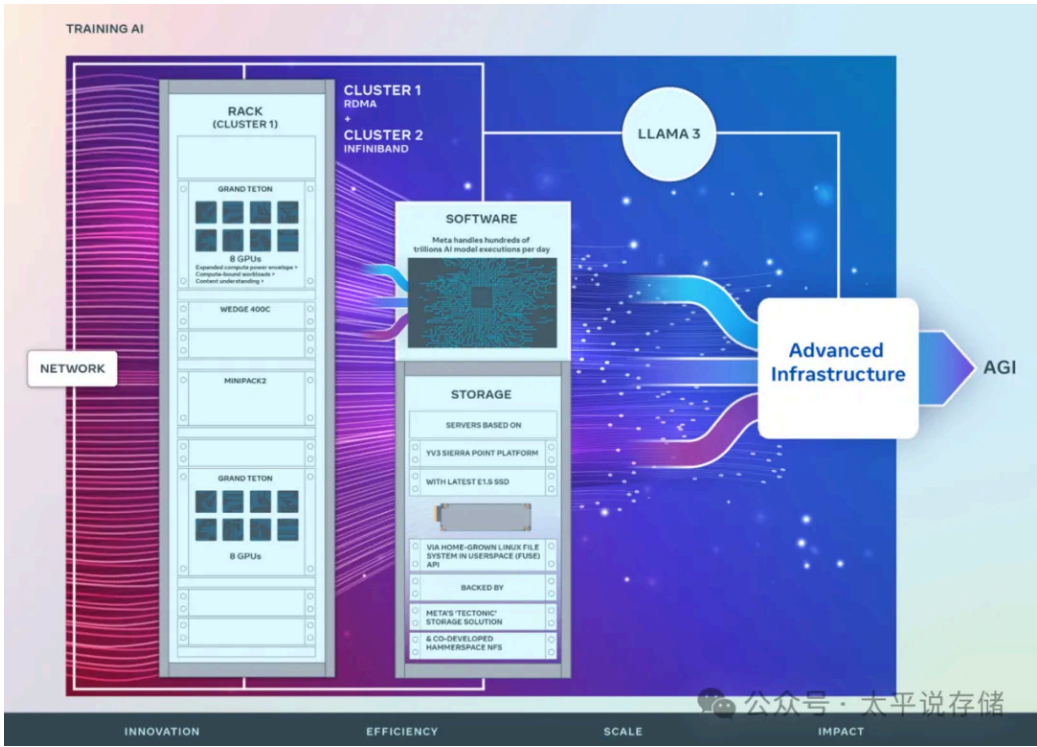 TRAINING AI
RACK
(CLUSTER 1)
GRAND TETON
8 GPUs
Expanded compute power envelope >
Compute-bound workloads >
Content understanding >
WEDGE 400C
MINIPACK2
GRAND TETON
8 GPUs
NETWORK
CLUSTER 1
RDMA
+
CLUSTER 2
INFINIBAND
SOFTWARE
Meta handles hundreds of
trillions AI model executions per day
STORAGE
SERVERS BASED ON
YV3 SIERRA POINT PLATFORM
WITH LATEST E1.S SSD
VIA HOME-GROWN LINUX FILE
SYSTEM IN USERSPACE (FUSE)
API
BACKED BY
META'S 'TECTONIC'
STORAGE SOLUTION
& CO-DEVELOPED
HAMMERSPACE NFS
LLAMA 3
Advanced
Infrastructure
AGI
公众号 · 太平说存储
INNOVATION
EFFICIENCY
SCALE
IMPACT